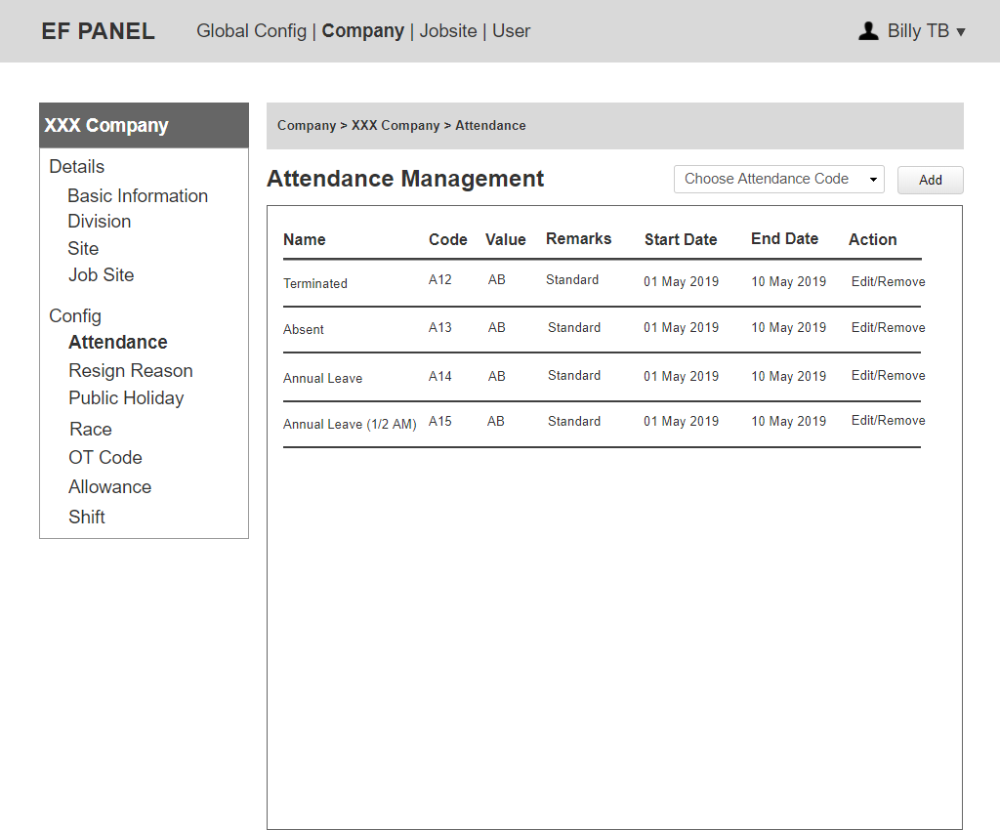 EF PANEL
Global Config | Company | Jobsite | User
Billy TB ▼
XXX Company
Details
Basic Information
Division
Site
Job Site
Config
Attendance
Resign Reason
Public Holiday
Race
OT Code
Allowance
Shift
Company > XXX Company > Attendance
Attendance Management
Choose Attendance Code
Add
Name Code Value Remarks Start Date End Date Action
Terminated A12 AB Standard 01 May 2019 10 May 2019 Edit/Remove
Absent A13 AB Standard 01 May 2019 10 May 2019 Edit/Remove
Annual Leave A14 AB Standard 01 May 2019 10 May 2019 Edit/Remove
Annual Leave (1/2 AM) A15 AB Standard 01 May 2019 10 May 2019 Edit/Remove